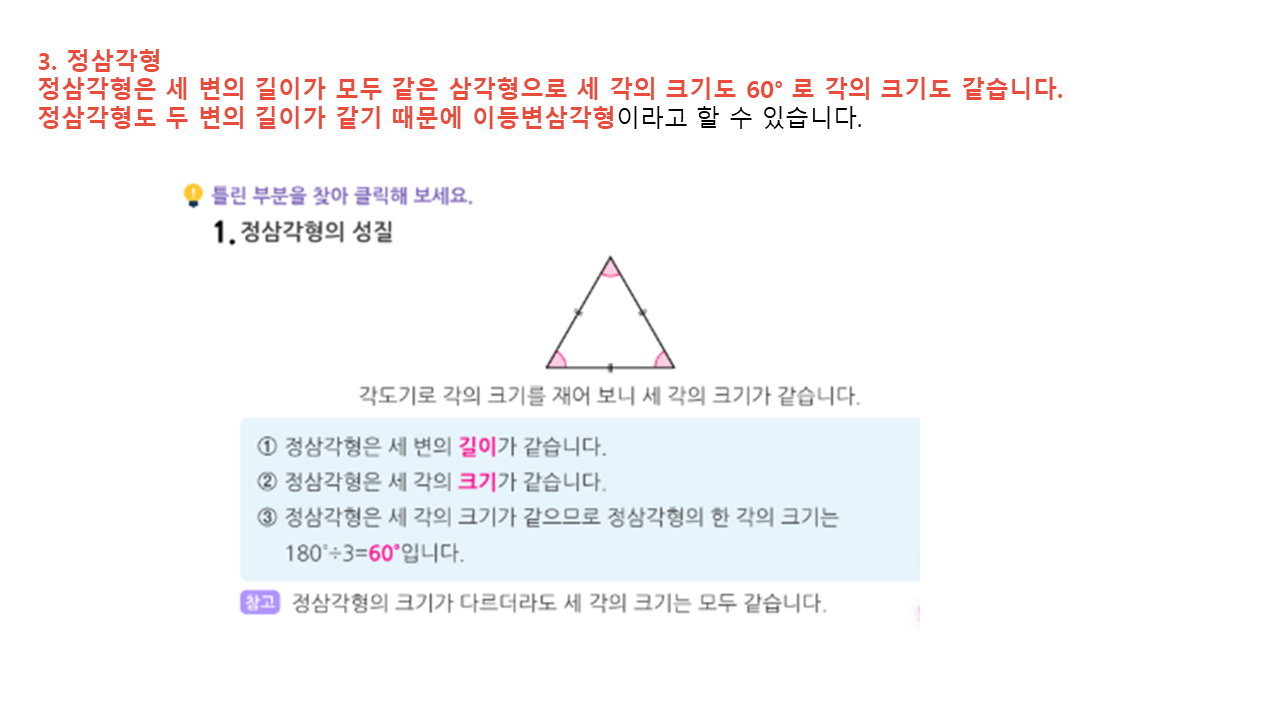 3. 정삼각형
정삼각형은 세 변의 길이가 모두 같은 삼각형으로 세 각의 크기도 60° 로 각의 크기도 같습니다.
정삼각형도 두 변의 길이가 같기 때문에 이등변삼각형이라고 할 수 있습니다.
틀린 부분을 찾아 클릭해 보세요.
1. 정삼각형의 성질
각도기로 각의 크기를 재어 보니 세 각의 크기가 같습니다.
① 정삼각형은 세 변의 길이가 같습니다.
② 정삼각형은 세 각의 크기가 같습니다.
③ 정삼각형은 세 각의 크기가 같으므로 정삼각형의 한 각의 크기는
180°÷3=60°입니다.
참고 정삼각형의 크기가 다르더라도 세 각의 크기는 모두 같습니다.